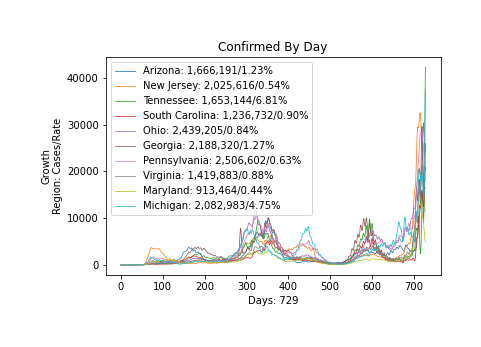 Confirmed By Day
Growth
Region: Cases/Rate
40000
30000
20000
10000
0
Arizona: 1,666,191/1.23%
New Jersey: 2,025,616/0.54%
Tennessee: 1,653,144/6.81%
South Carolina: 1,236,732/0.90%
Ohio: 2,439,205/0.84%
Georgia: 2,188,320/1.27%
Pennsylvania: 2,506,602/0.63%
Virginia: 1,419,883/0.88%
Maryland: 913,464/0.44%
Michigan: 2,082,983/4.75%
0 100 200 300 400 500 600 700
Days: 729